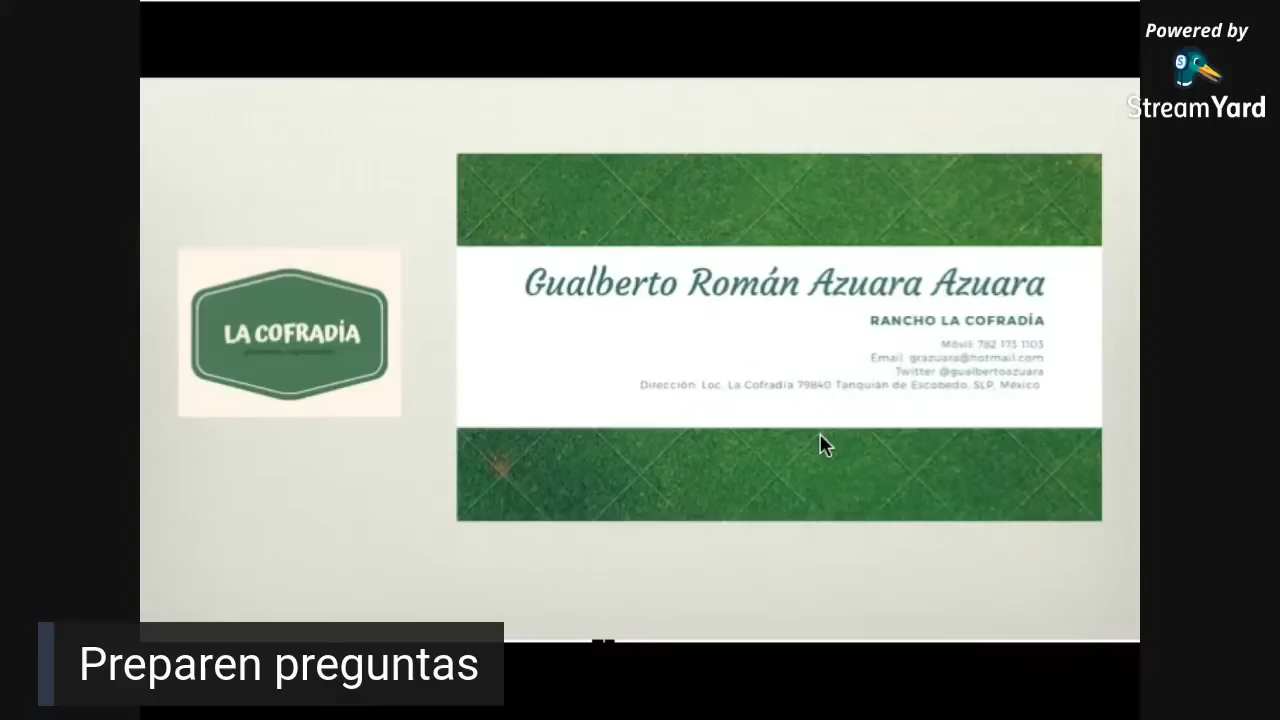 Powered by
StreamYard
Gualberto Román Azuara Azuara
RANCHO LA COFRADÍA
Móvil: 782 173 1103
Email: grazuara@hotmail.com
Twitter @gualbertoazuara
Dirección: Loc. La Cofradía 79840 Tanquián de Escobedo, SLP, México
LA COFRADÍA
Preparen preguntas